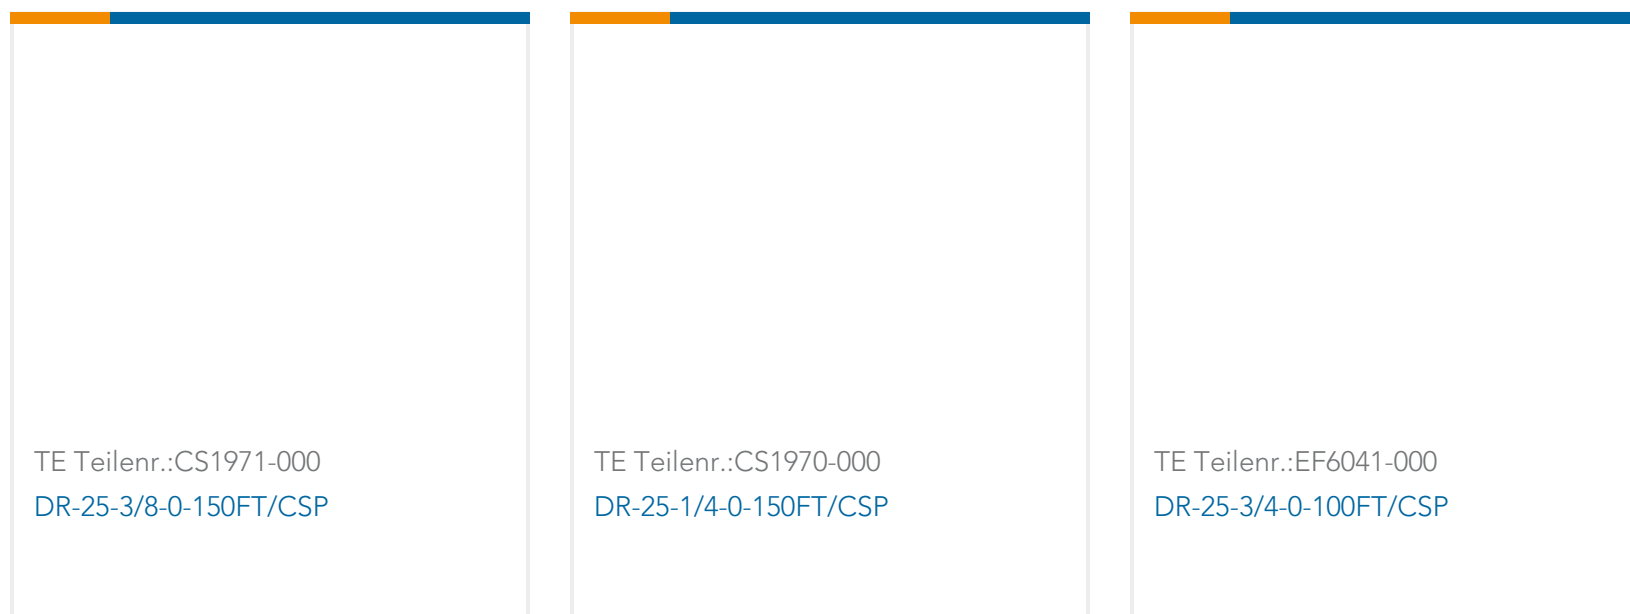 TE Teilenr.:CS1971-000
DR-25-3/8-0-150FT/CSP
TE Teilenr.:CS1970-000
DR-25-1/4-0-150FT/CSP
TE Teilenr.:EF6041-000
DR-25-3/4-0-100FT/CSP